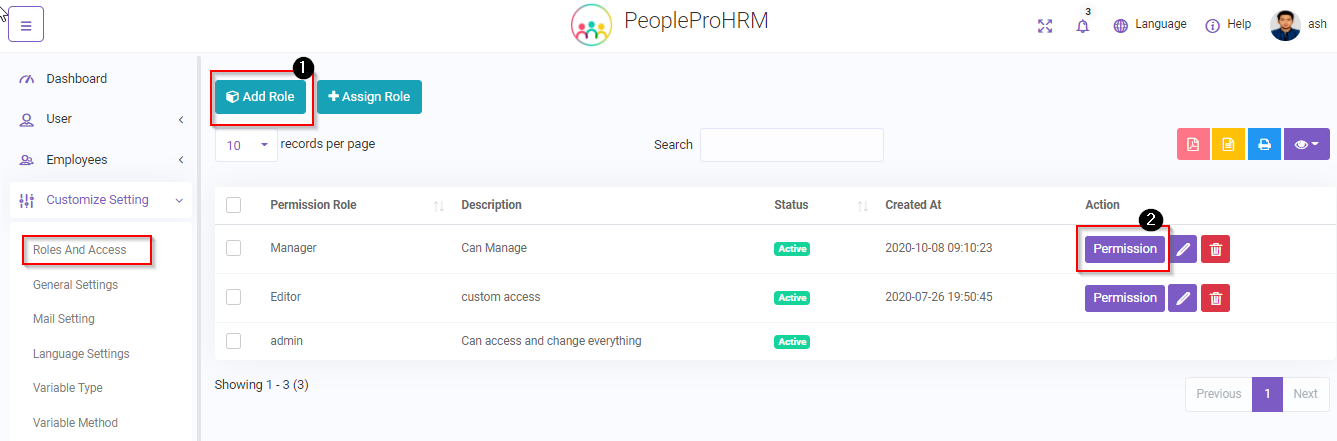 PeopleProHRM
3
Language
Help
ash
Dashboard
User
Employees
Customize Setting
Roles And Access
General Settings
Mail Setting
Language Settings
Variable Type
Variable Method
1
Add Role
Assign Role
10 records per page
Search
Permission Role Description Status Created At Action
2
Manager Can Manage Active 2020-10-08 09:10:23 Permission
Editor custom access Active 2020-07-26 19:50:45 Permission
admin Can access and change everything Active
Showing 1 - 3 (3)
Previous 1 Next